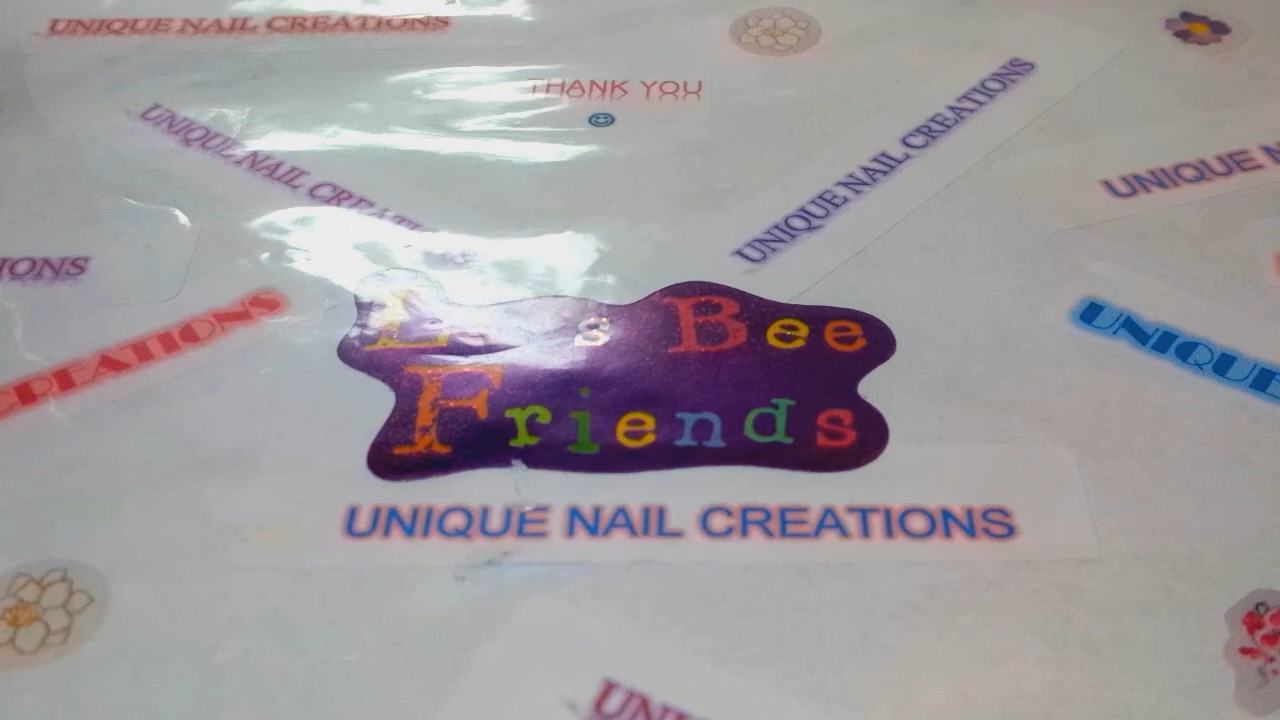 UNIQUE NAIL CREATIONS
THANK YOU
UNIQUE NAIL
UNIQUE NAIL CREATIONS
UNIQUE
IONS
CREATIONS
UNIQUE
s Bee
Friends
UNIQUE NAIL CREATIONS
UNI